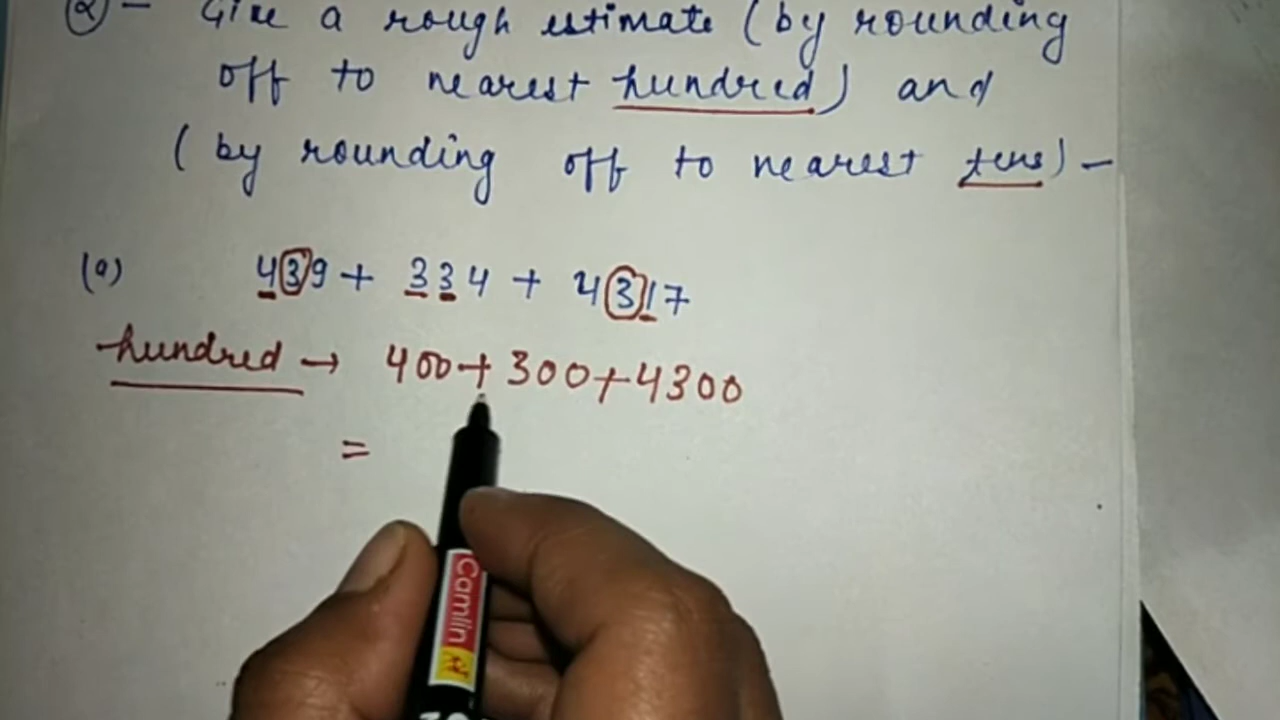 ②- Give a rough estimate (by rounding
off to nearest hundred) and
(by rounding off to nearest tens) -
(a) 439 + 334 + 4317
hundred → 400 + 300 + 4300
=
Camlin